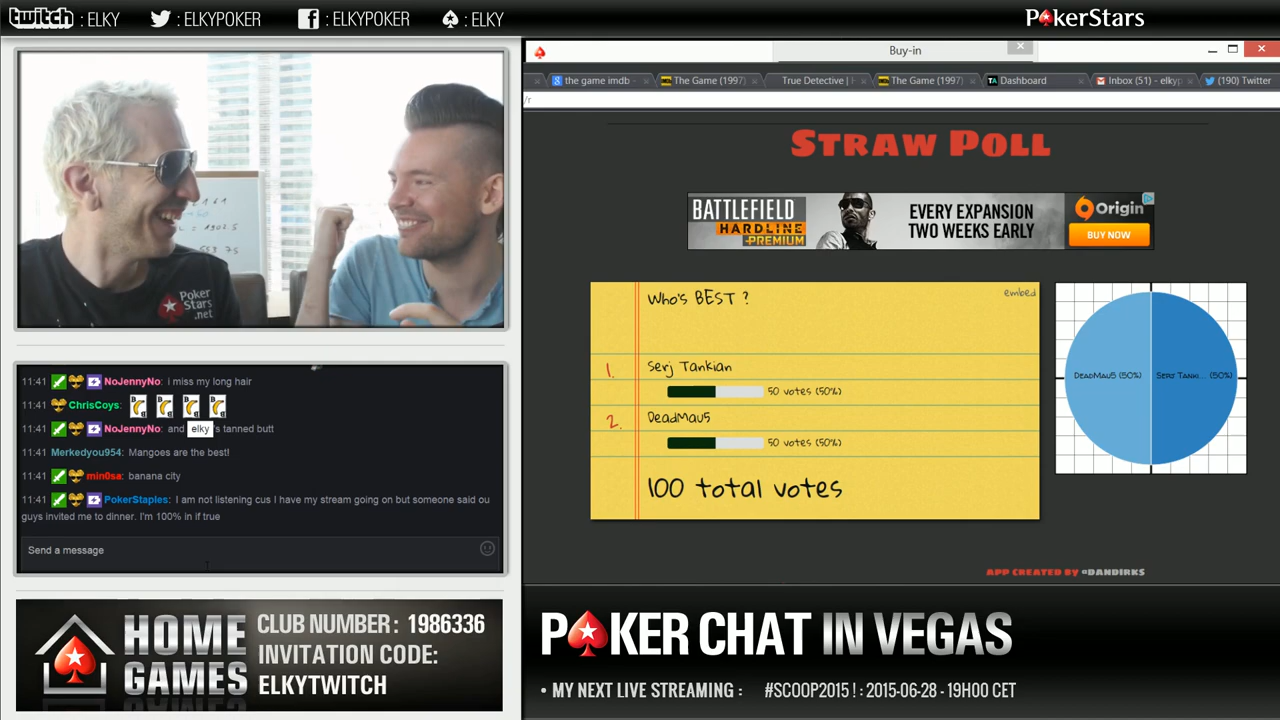 twitch : ELKY
: ELKYPOKER
: ELKYPOKER
: ELKY
POKERSTARS
Buy-in
the game imdb -
The Game (1997)
True Detective |
The Game (1997)
Dashboard
Inbox (51) - elkyp
(190) Twitter
/r
STRAW POLL
BATTLEFIELD
HARDLINE
PREMIUM
EVERY EXPANSION
TWO WEEKS EARLY
Origin
BUY NOW
Who's BEST ?
embed
1. Serj Tankian
50 votes (50%)
2. DeadMau5
50 votes (50%)
100 total votes
DeadMau5 (50%)
Serj Tanki... (50%)
APP CREATED BY @DANDIRKS
Poker
Stars
.net
11:41 NoJennyNo: i miss my long hair
11:41 ChrisCoys:
11:41 NoJennyNo: and elky's tanned butt
11:41 Merkedyou954: Mangoes are the best!
11:41 min0sa: banana city
11:41 PokerStaples: I am not listening cus I have my stream going on but someone said ou
guys invited me to dinner. I'm 100% in if true
Send a message
HOME
GAMES
CLUB NUMBER : 1986336
INVITATION CODE:
ELKYTWITCH
POKER CHAT IN VEGAS
• MY NEXT LIVE STREAMING : #SCOOP2015 ! : 2015-06-28 - 19H00 CET